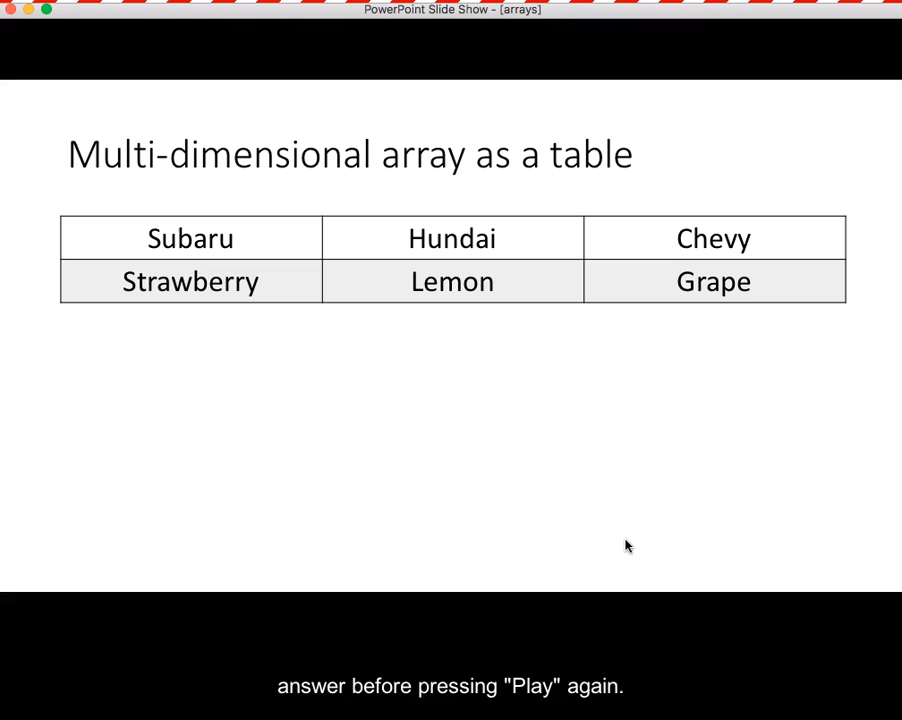 PowerPoint Slide Show - [arrays]
Multi-dimensional array as a table
Subaru Hundai Chevy
Strawberry Lemon Grape
answer before pressing "Play" again.